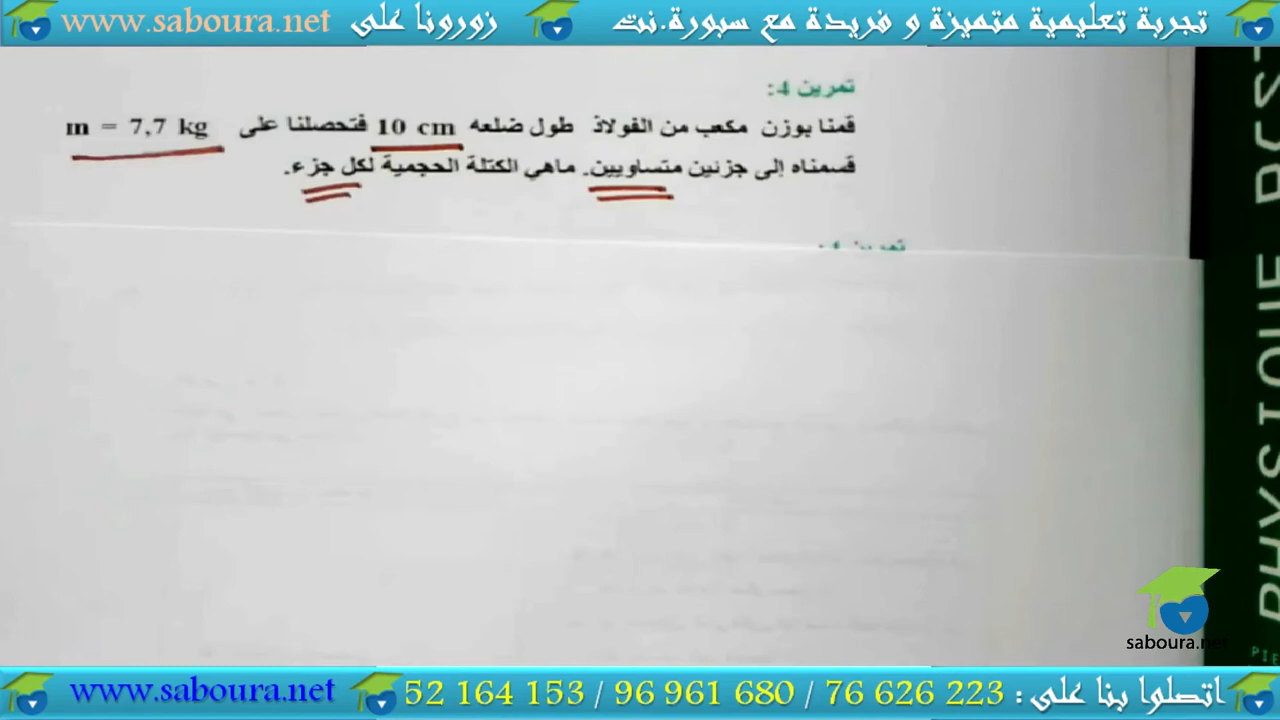 تجربة تعليمية متميزة و فريدة مع سبورة.نت زورونا على www.saboura.net
تمرين 4:
قمنا بوزن مكعب من الفولاذ طول ضلعه 10 cm فتحصلنا على m = 7,7 kg
قسمناه إلى جزئين متساويين. ماهي الكتلة الحجمية لكل جزء.
PHYSIQUE
saboura.net
اتصلوا بنا على : 52 164 153 / 96 961 680 / 76 626 223 www.saboura.net